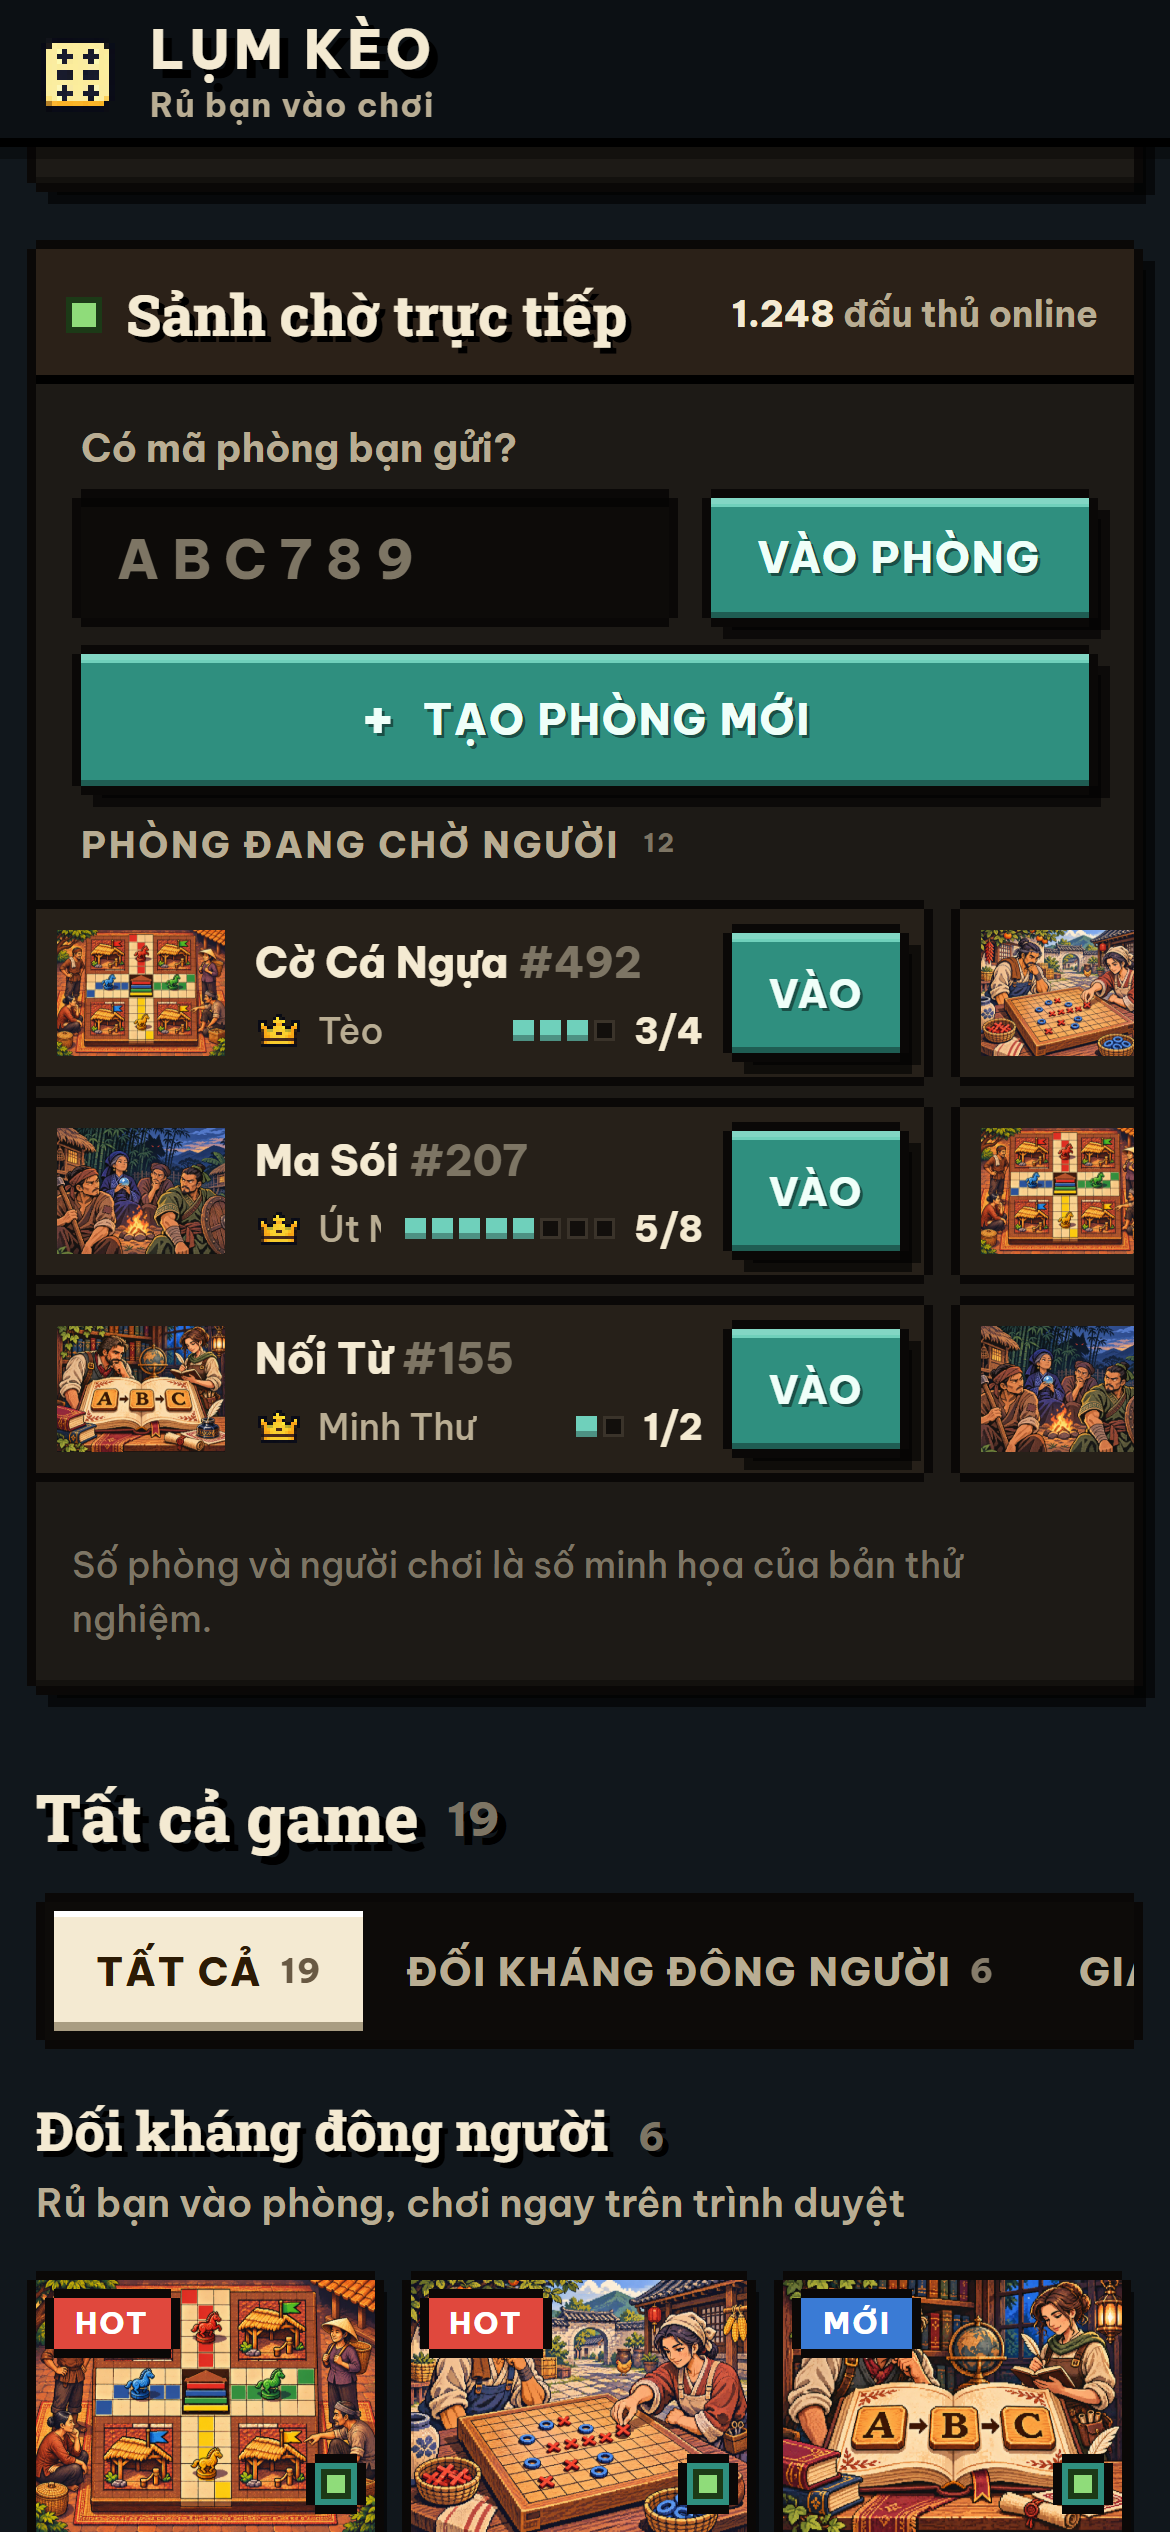 LỤM KÈO
Rủ bạn vào chơi
Sảnh chờ trực tiếp
1.248 đấu thủ online
Có mã phòng bạn gửi?
ABC789
VÀO PHÒNG
+ TẠO PHÒNG MỚI
PHÒNG ĐANG CHỜ NGƯỜI 12
Cờ Cá Ngựa #492
Tèo
3/4
VÀO
Ma Sói #207
Út
5/8
VÀO
Nối Từ #155
A B C
Minh Thư
1/2
VÀO
Số phòng và người chơi là số minh họa của bản thử
nghiệm.
Tất cả game 19
TẤT CẢ 19
ĐỐI KHÁNG ĐÔNG NGƯỜI 6
Đối kháng đông người 6
Rủ bạn vào phòng, chơi ngay trên trình duyệt
HOT
HOT
MỚI
A B C